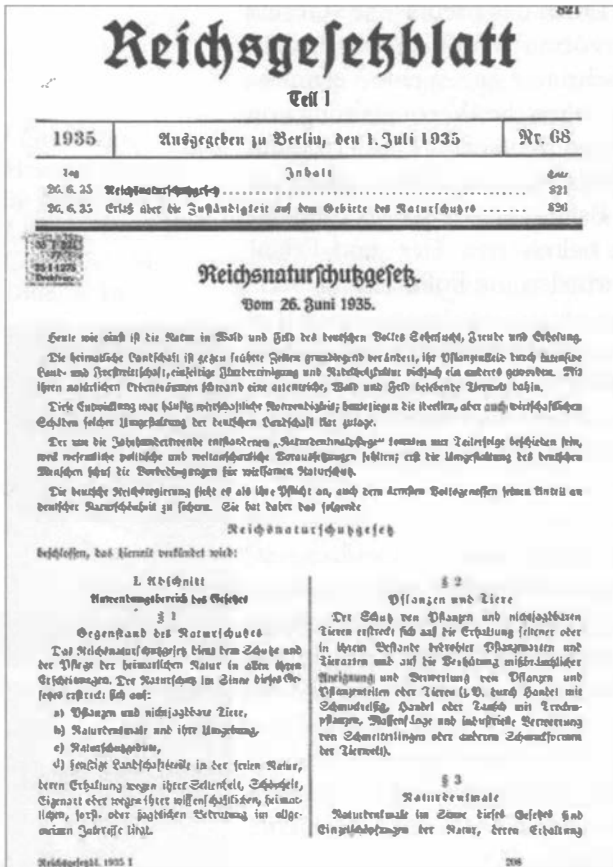 821
Reichsgesetzblatt
Teil I
1935 Ausgegeben zu Berlin, den 1. Juli 1935 Nr. 68
Tag Inhalt Seite
26. 6. 35 Reichsnaturschutzgesetz 821
26. 6. 35 Erlaß über die Zuständigkeit auf dem Gebiete des Naturschutzes 826
Reichsnaturschutzgesetz.
Vom 26. Juni 1935.
Heute wie einst ist die Natur in Wald und Feld des deutschen Volkes Sehnsucht, Freude und Erholung.
Die heimatliche Landschaft ist gegen frühere Zeiten grundlegend verändert, ihr Pflanzenkleid durch intensive
Land- und Forstwirtschaft, einseitige Flurbereinigung und Nadelholzkultur vielfach ein anderes geworden. Mit
ihren natürlichen Lebensräumen schwand eine artenreiche, Wald und Feld belebende Tierwelt dahin.
Diese Entwicklung war häufig wirtschaftliche Notwendigkeit; heute liegen die ideellen, aber auch wirtschaftlichen
Schäden solcher Umgestaltung der deutschen Landschaft klar zutage.
Der um die Jahrhundertwende entstandenen „Naturdenkmalpflege“ konnten nur Teilerfolge beschieden sein,
weil wesentliche politische und weltanschauliche Voraussetzungen fehlten; erst die Umgestaltung des deutschen
Menschen schuf die Vorbedingungen für wirksamen Naturschutz.
Die deutsche Reichsregierung sieht es als ihre Pflicht an, auch dem ärmsten Volksgenossen seinen Anteil an
deutscher Naturschönheit zu sichern. Sie hat daher das folgende
Reichsnaturschutzgesetz
beschlossen, das hiermit verkündet wird:
I. Abschnitt
Anwendungsbereich des Gesetzes
§ 1
Gegenstand des Naturschutzes
Das Reichsnaturschutzgesetz dient dem Schutze und
der Pflege der heimatlichen Natur in allen ihren
Erscheinungen. Der Naturschutz im Sinne dieses Ge-
setzes erstreckt sich auf:
a) Pflanzen und nichtjagdbare Tiere,
b) Naturdenkmale und ihre Umgebung,
c) Naturschutzgebiete,
d) sonstige Landschaftsteile in der freien Natur,
deren Erhaltung wegen ihrer Seltenheit, Schönheit,
Eigenart oder wegen ihrer wissenschaftlichen, heimat-
lichen, forst- oder jagdlichen Bedeutung im allge-
meinen Interesse liegt.
§ 2
Pflanzen und Tiere
Der Schutz von Pflanzen und nichtjagdbaren
Tieren erstreckt sich auf die Erhaltung seltener oder
in ihrem Bestande bedrohter Pflanzenarten und
Tierarten und auf die Verhütung mißbräuchlicher
Aneignung und Verwertung von Pflanzen und
Pflanzenteilen oder Tieren (z. B. durch Handel mit
Schmuckreisig, Handel oder Tausch mit Trocken-
pflanzen, Massenfänge und industrielle Verwertung
von Schmetterlingen oder anderen Schmuckformen
der Tierwelt).
§ 3
Naturdenkmale
Naturdenkmale im Sinne dieses Gesetzes sind
Einzelschöpfungen der Natur, deren Erhaltung
Reichsgesetzbl. 1935 I 208